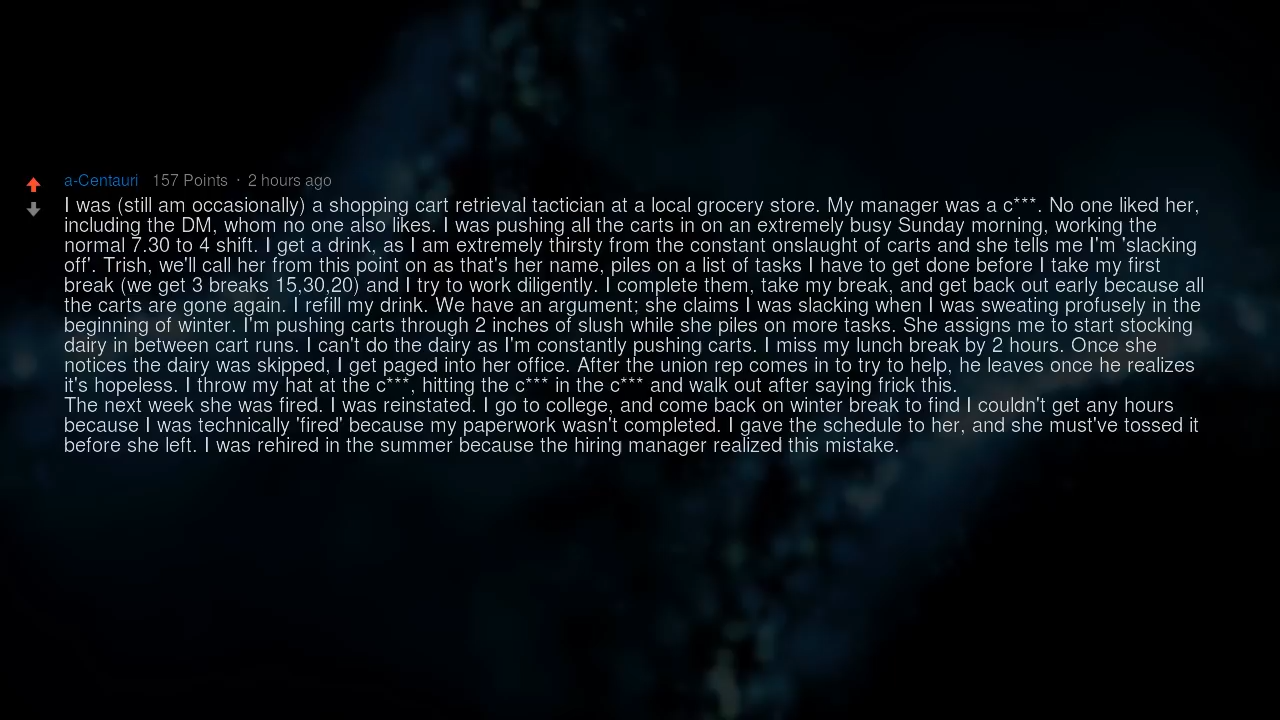 a-Centauri 157 Points · 2 hours ago
I was (still am occasionally) a shopping cart retrieval tactician at a local grocery store. My manager was a c***. No one liked her,
including the DM, whom no one also likes. I was pushing all the carts in on an extremely busy Sunday morning, working the
normal 7.30 to 4 shift. I get a drink, as I am extremely thirsty from the constant onslaught of carts and she tells me I'm 'slacking
off'. Trish, we'll call her from this point on as that's her name, piles on a list of tasks I have to get done before I take my first
break (we get 3 breaks 15,30,20) and I try to work diligently. I complete them, take my break, and get back out early because all
the carts are gone again. I refill my drink. We have an argument; she claims I was slacking when I was sweating profusely in the
beginning of winter. I'm pushing carts through 2 inches of slush while she piles on more tasks. She assigns me to start stocking
dairy in between cart runs. I can't do the dairy as I'm constantly pushing carts. I miss my lunch break by 2 hours. Once she
notices the dairy was skipped, I get paged into her office. After the union rep comes in to try to help, he leaves once he realizes
it's hopeless. I throw my hat at the c***, hitting the c*** in the c*** and walk out after saying frick this.
The next week she was fired. I was reinstated. I go to college, and come back on winter break to find I couldn't get any hours
because I was technically 'fired' because my paperwork wasn't completed. I gave the schedule to her, and she must've tossed it
before she left. I was rehired in the summer because the hiring manager realized this mistake.